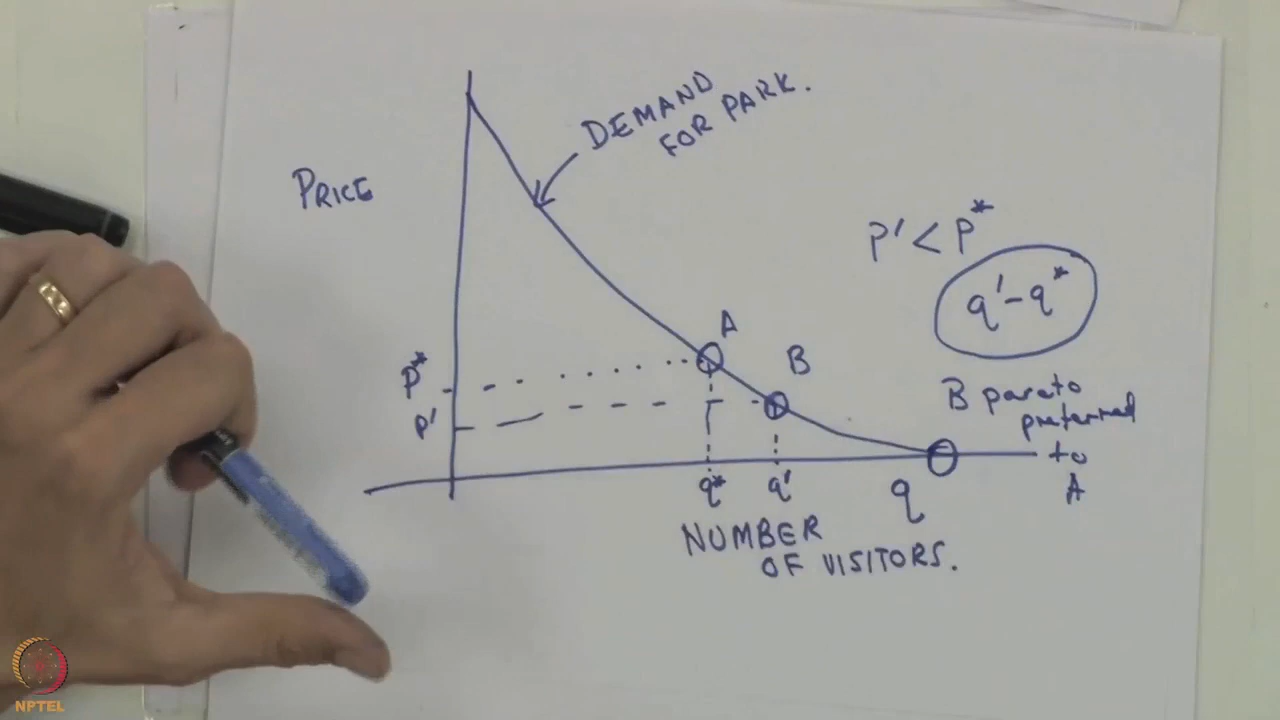 DEMAND
FOR PARK.
PRICE
P' < P*
q' - q*
A
B
P*
P'
B pareto
preferred
to
A
q*
q'
q
NUMBER
OF VISITORS.
NPTEL